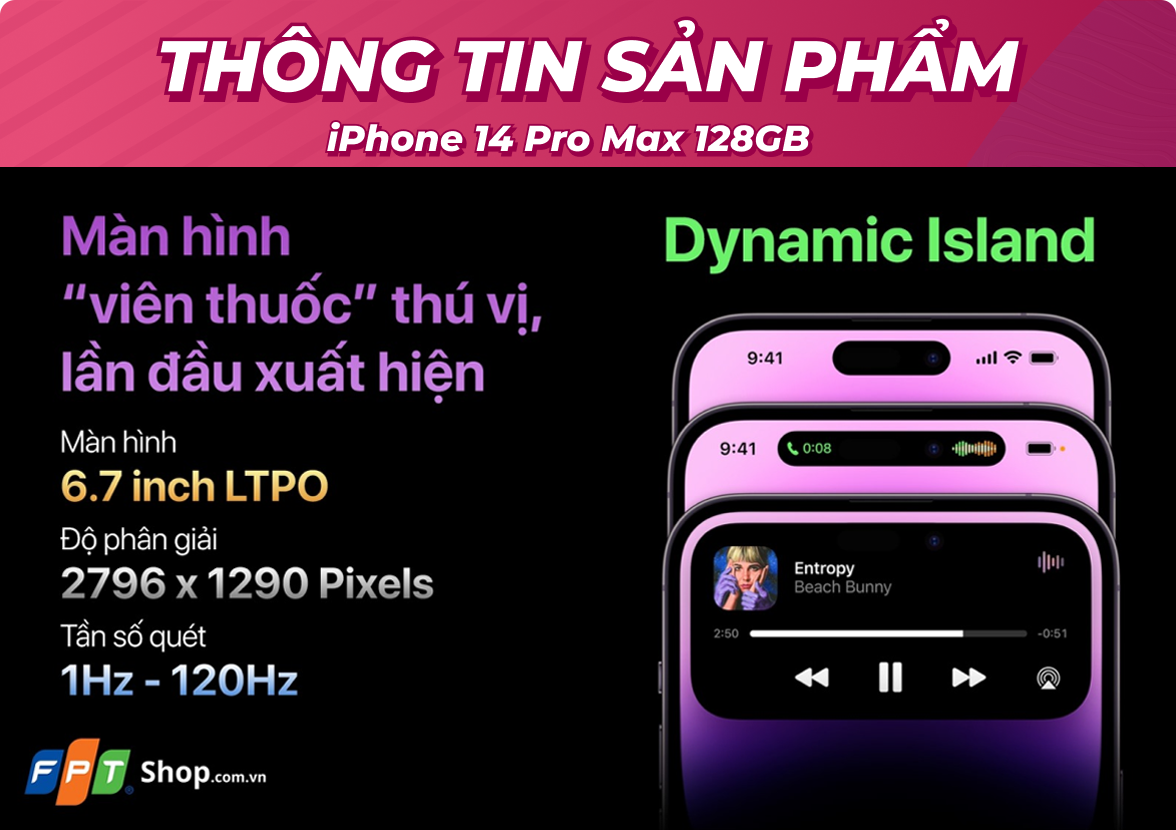 THÔNG TIN SẢN PHẨM
iPhone 14 Pro Max 128GB
Màn hình
“viên thuốc” thú vị,
lần đầu xuất hiện
Màn hình
6.7 inch LTPO
Độ phân giải
2796 x 1290 Pixels
Tần số quét
1Hz - 120Hz
FPT Shop.com.vn
Dynamic Island
9:41
9:41 0:08
Entropy
Beach Bunny
2:50 -0:51